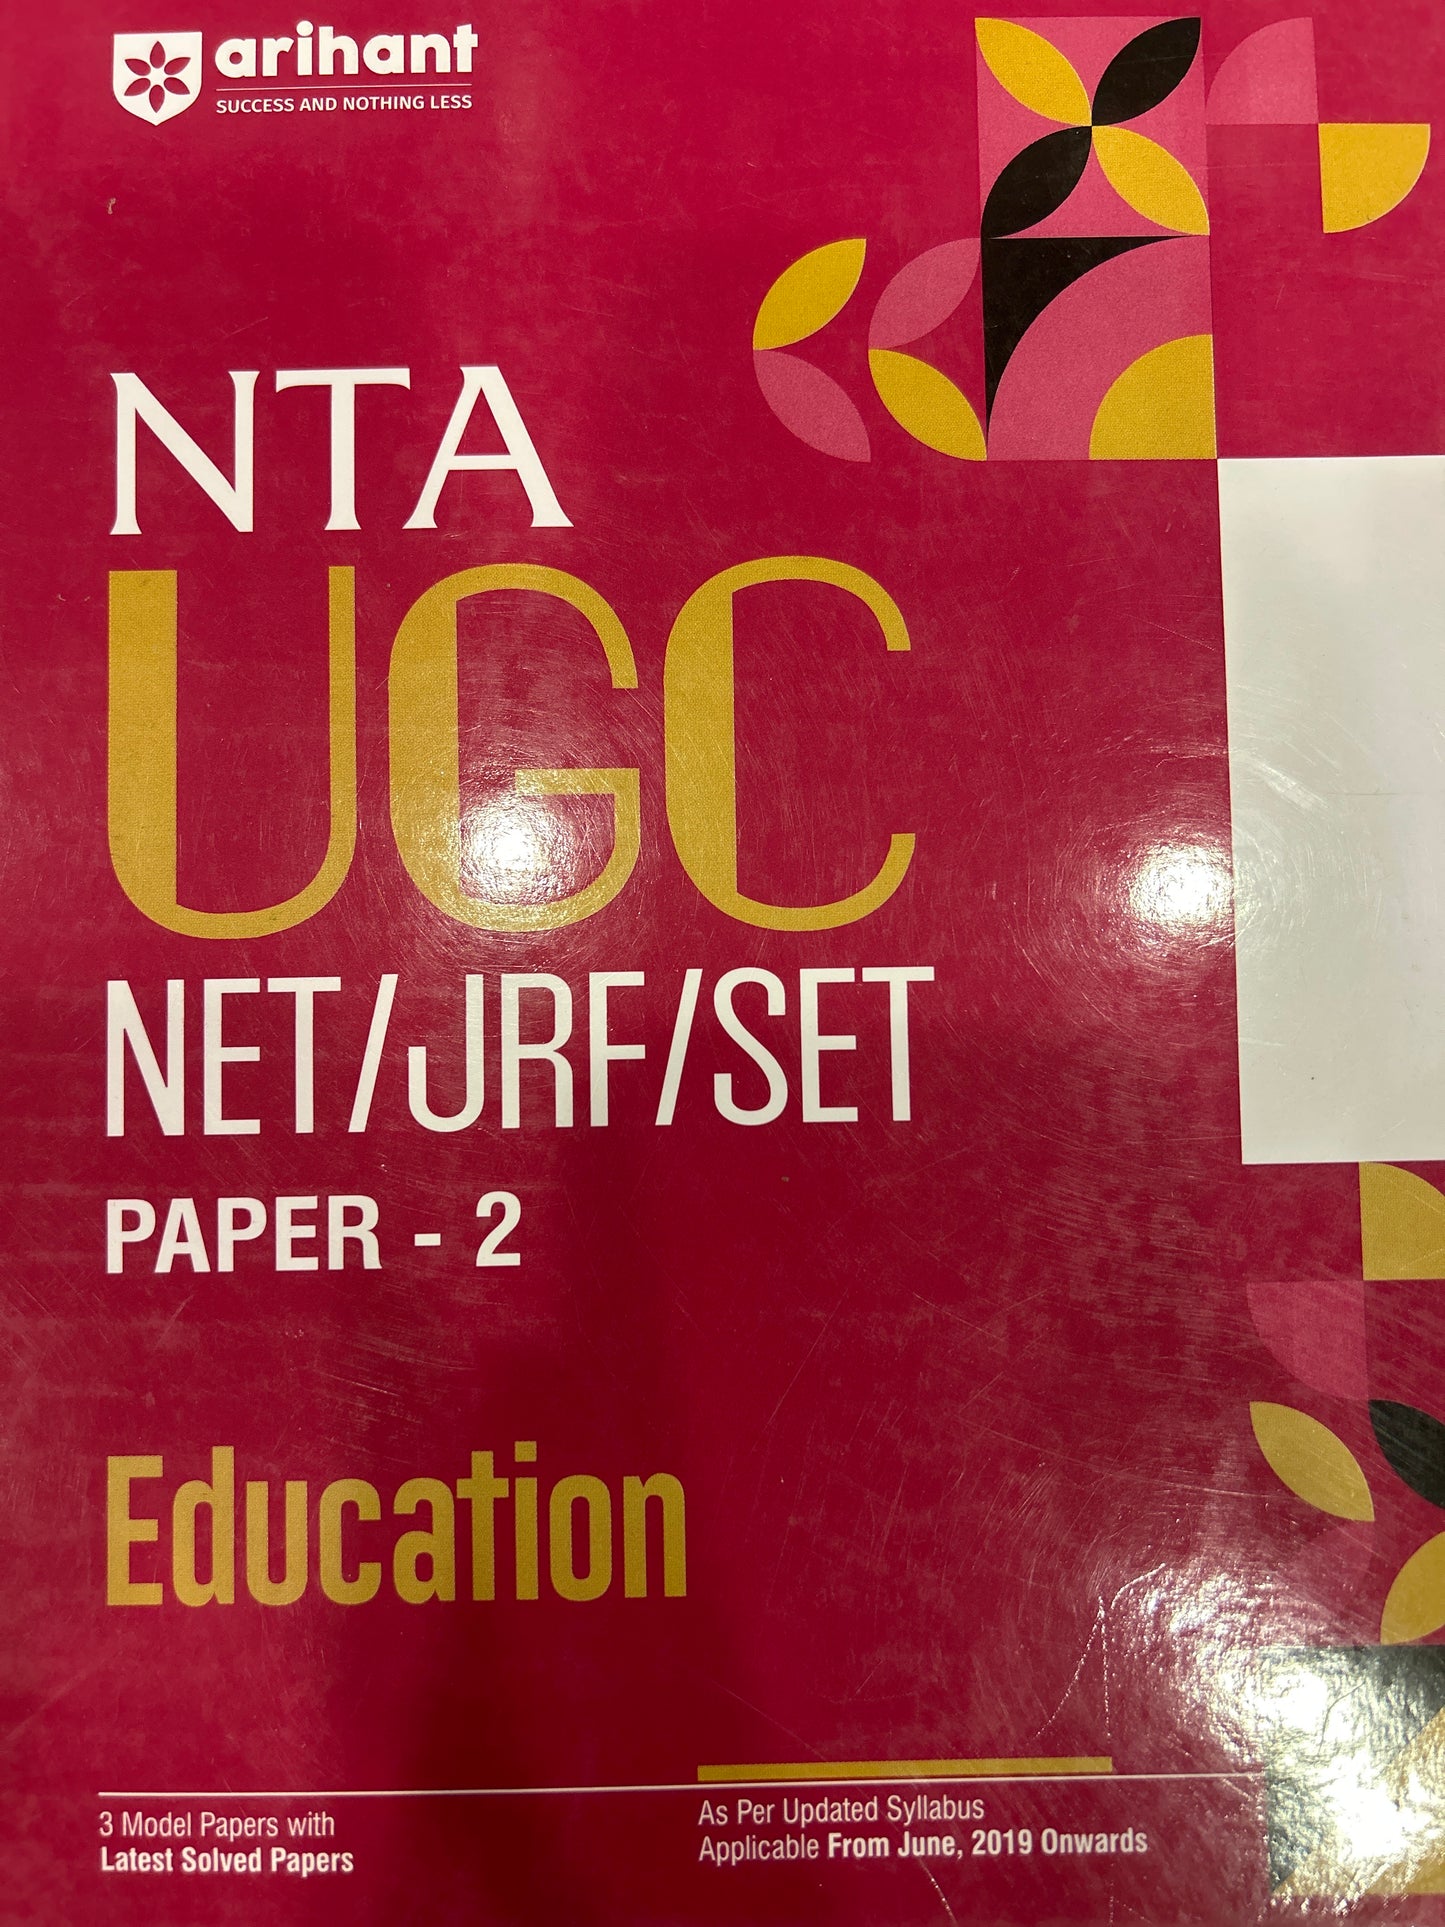 arihant
SUCCESS AND NOTHING LESS
NTA
UGC
NET/JRF/SET
PAPER - 2
Education
3 Model Papers with
Latest Solved Papers
As Per Updated Syllabus
Applicable From June, 2019 Onwards